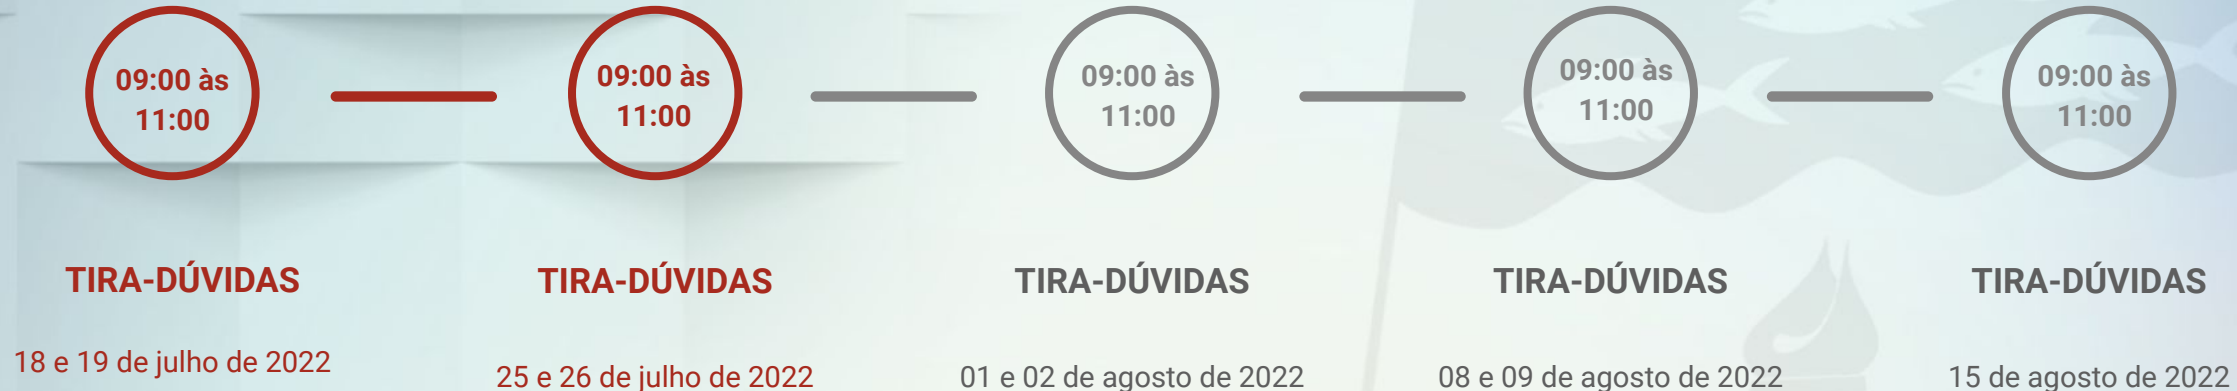 09:00 às
11:00
TIRA-DÚVIDAS
18 e 19 de julho de 2022
09:00 às
11:00
TIRA-DÚVIDAS
25 e 26 de julho de 2022
09:00 às
11:00
TIRA-DÚVIDAS
01 e 02 de agosto de 2022
09:00 às
11:00
TIRA-DÚVIDAS
08 e 09 de agosto de 2022
09:00 às
11:00
TIRA-DÚVIDAS
15 de agosto de 2022